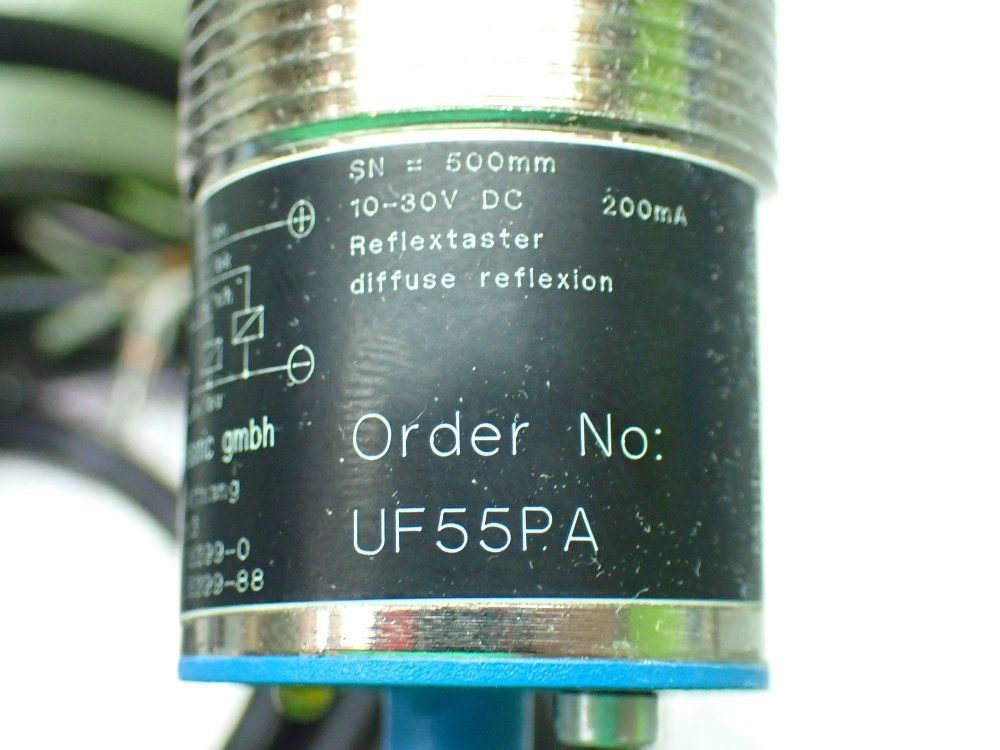 SN = 500mm
10-30V DC 200mA
Reflextaster
diffuse reflexion
gmbh
Order No:
UF55PA